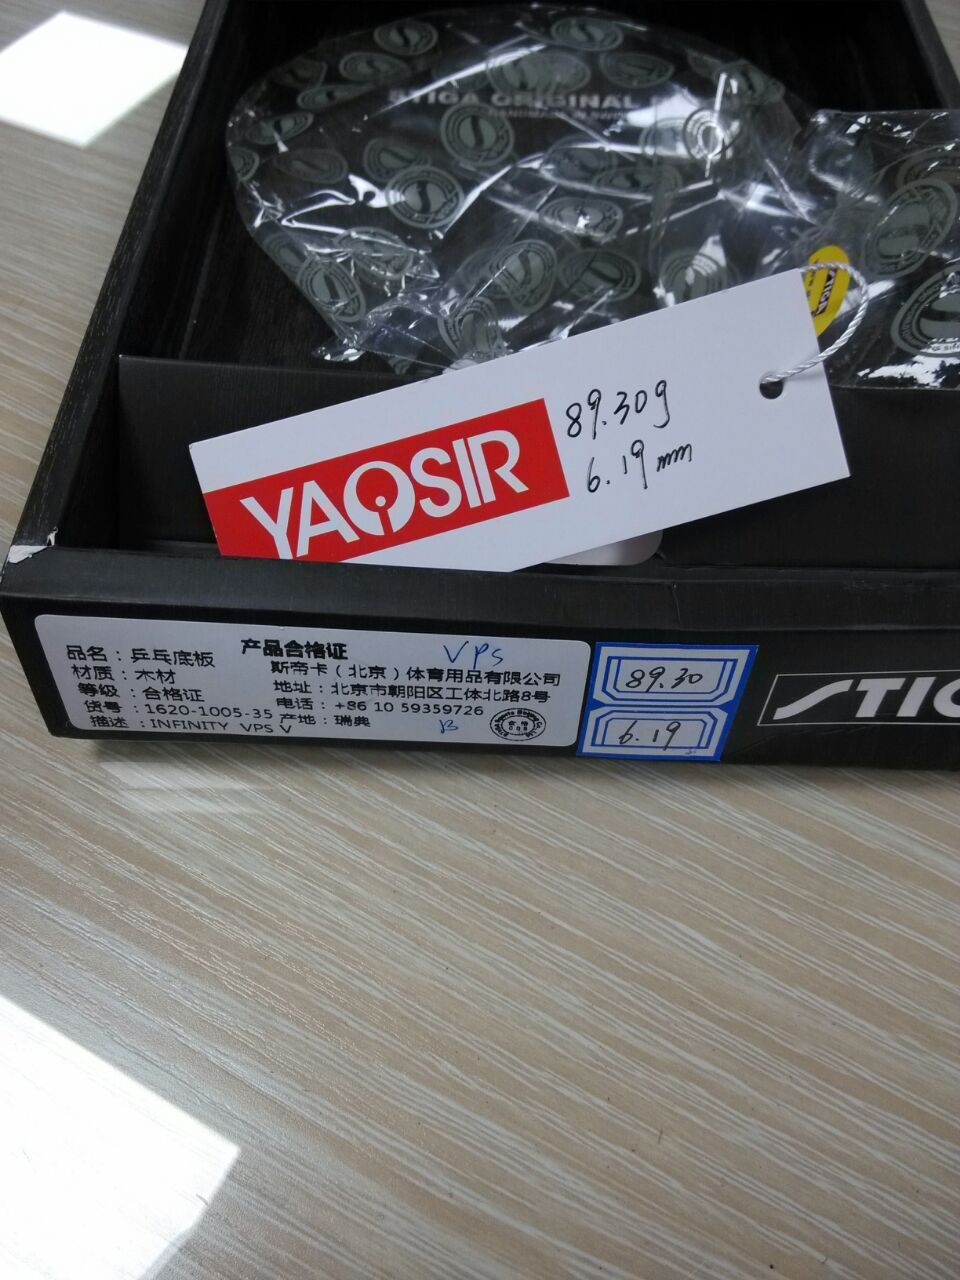 STIGA ORIGINAL
STIGA
YAOSIR
89.30g
6.19mm
产品合格证
VPS
品名：乒乓底板
斯帝卡（北京）体育用品有限公司
材质：木材
地址：北京市朝阳区工体北路8号
等级：合格证
电话：+86 10 59359726
货号：1620-1005-35
产地：瑞典
B
描述：INFINITY VPS V
89.30
6.19
STIG